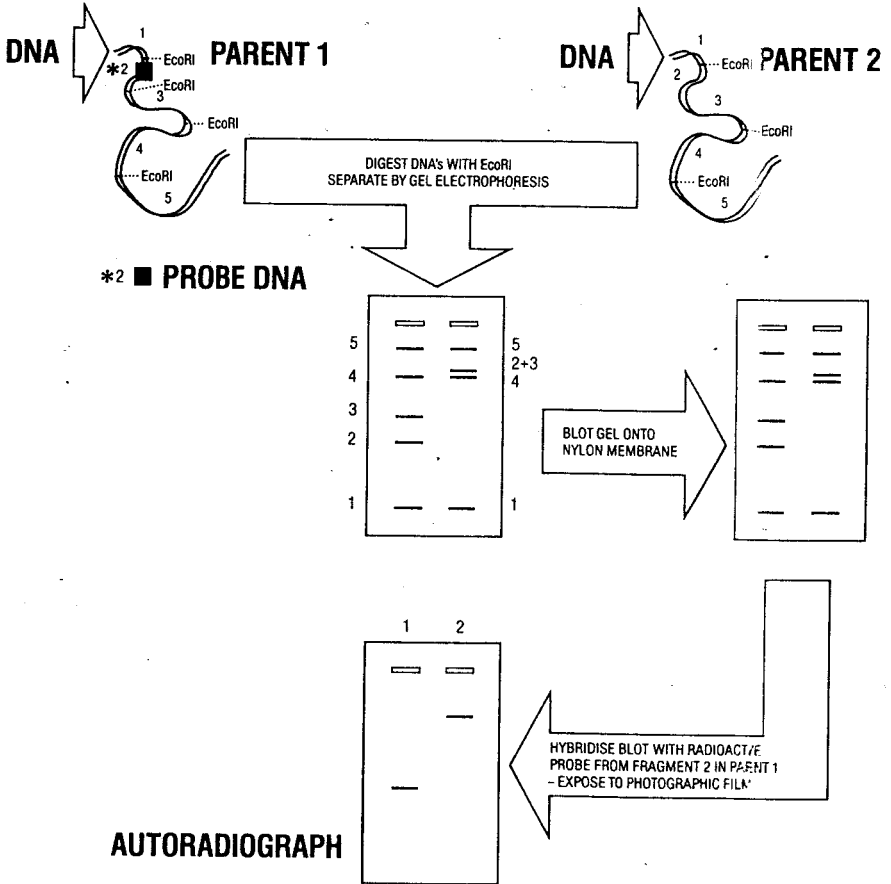 DNA
1
EcoRI
*2
PARENT 1
EcoRI
3
EcoRI
4
EcoRI
5
DNA
1
EcoRI
PARENT 2
2
3
EcoRI
4
EcoRI
5
DIGEST DNA's WITH EcoRI
SEPARATE BY GEL ELECTROPHORESIS
*2 ■ PROBE DNA
5
4
3
2
1
5
2+3
4
1
BLOT GEL ONTO
NYLON MEMBRANE
1 2
HYBRIDISE BLOT WITH RADIOACTIVE
PROBE FROM FRAGMENT 2 IN PARENT 1
– EXPOSE TO PHOTOGRAPHIC FILM
AUTORADIOGRAPH